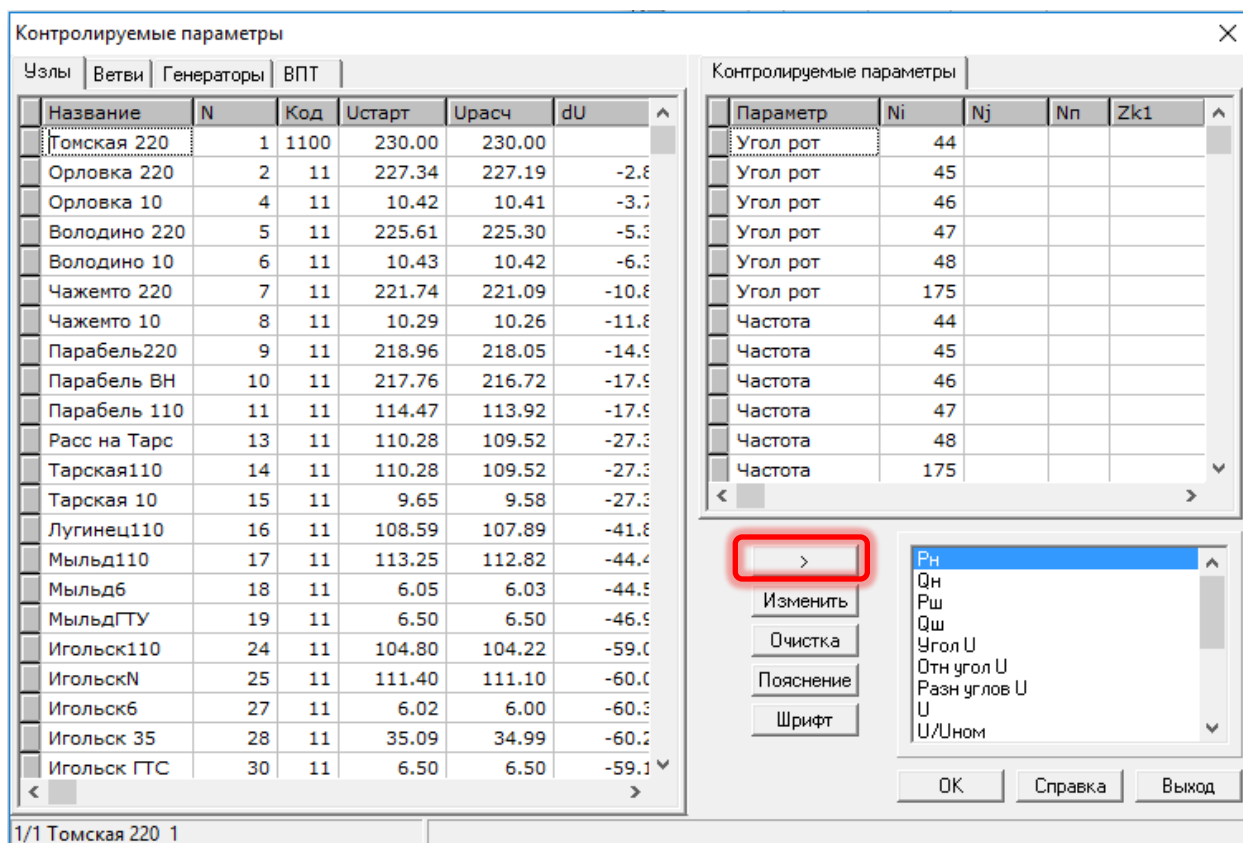 Контролируемые параметры
Узлы Ветви Генераторы ВПТ
Название N Код Uстарт Uрасч dU
Томская 220 1 1100 230.00 230.00
Орловка 220 2 11 227.34 227.19
Орловка 10 4 11 10.42 10.41
Володино 220 5 11 225.61 225.30
Володино 10 6 11 10.43 10.42
Чажемто 220 7 11 221.74 221.09
Чажемто 10 8 11 10.29 10.26
Парабель220 9 11 218.96 218.05
Парабель ВН 10 11 217.76 216.72
Парабель 110 11 11 114.47 113.92
Расс на Тарс 13 11 110.28 109.52
Тарская110 14 11 110.28 109.52
Тарская 10 15 11 9.65 9.58
Лугинец110 16 11 108.59 107.89
Мыльд110 17 11 113.25 112.82
Мыльд6 18 11 6.05 6.03
МыльдГТУ 19 11 6.50 6.50
Игольск110 24 11 104.80 104.22
ИгольскN 25 11 111.40 111.10
Игольск6 27 11 6.02 6.00
Игольск 35 28 11 35.09 34.99
Игольск ГТС 30 11 6.50 6.50
1/1 Томская 220 1
Контролируемые параметры
Параметр Ni Nj Nп Zk1
Угол рот 44
Угол рот 45
Угол рот 46
Угол рот 47
Угол рот 48
Угол рот 175
Частота 44
Частота 45
Частота 46
Частота 47
Частота 48
Частота 175
>
Изменить
Очистка
Пояснение
Шрифт
Рн
Qн
Рш
Qш
Угол U
Отн угол U
Разн углов U
U
U/Uном
ОК Справка Выход